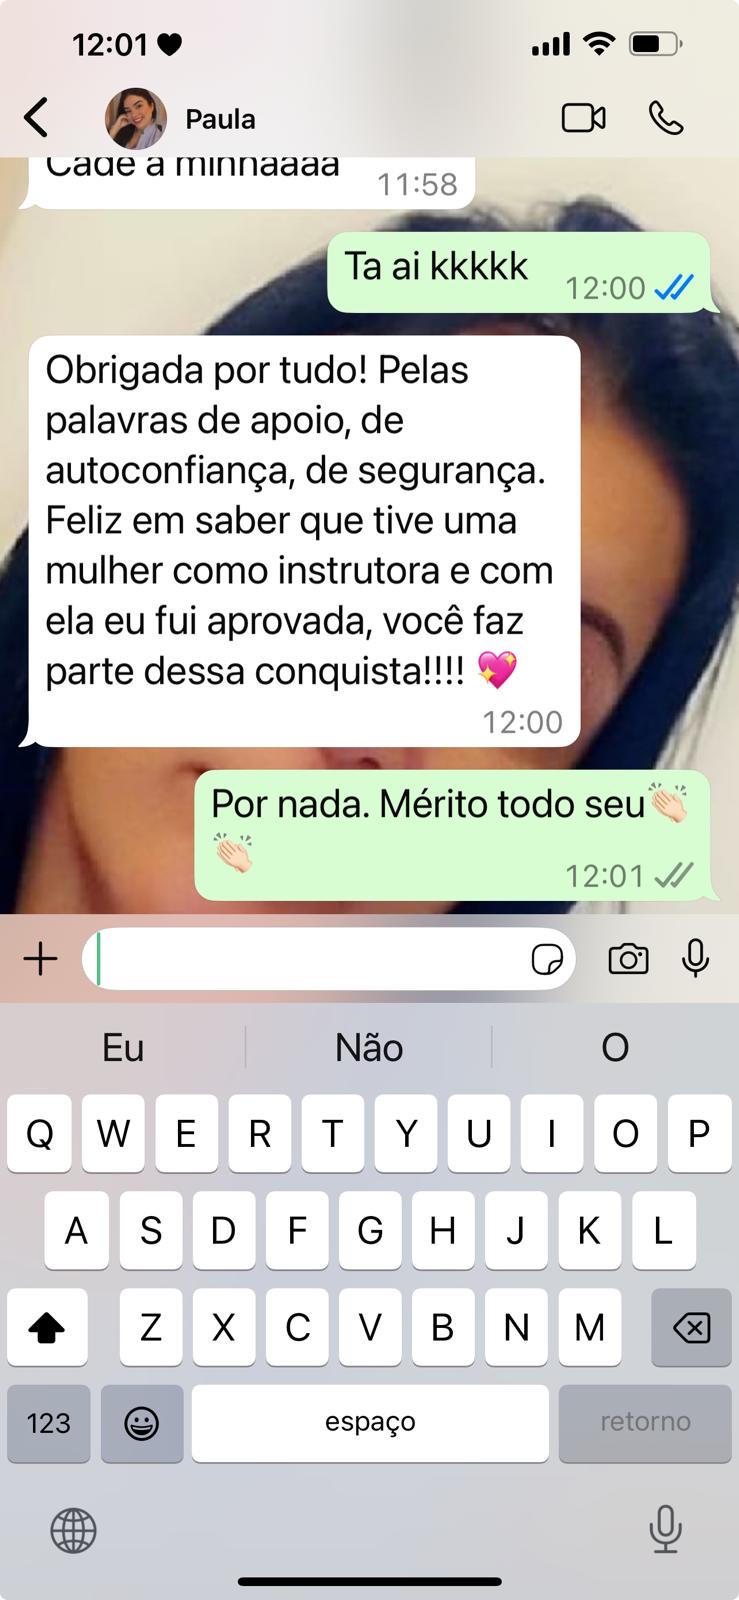 12:01
Paula
Cadê a minhaaaa
11:58
Ta ai kkkkk
12:00
Obrigada por tudo! Pelas
palavras de apoio, de
autoconfiança, de segurança.
Feliz em saber que tive uma
mulher como instrutora e com
ela eu fui aprovada, você faz
parte dessa conquista!!!! 💖
12:00
Por nada. Mérito todo seu👏🏻
👏🏻
12:01
Eu Não O
Q W E R T Y U I O P
A S D F G H J K L
Z X C V B N M
123 espaço retorno